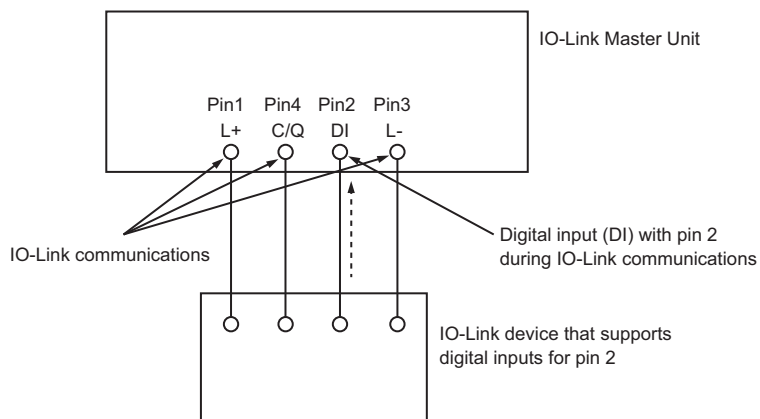 IO-Link Master Unit
Pin1 Pin4 Pin2 Pin3
L+ C/Q DI L-
IO-Link communications
Digital input (DI) with pin 2
during IO-Link communications
IO-Link device that supports
digital inputs for pin 2